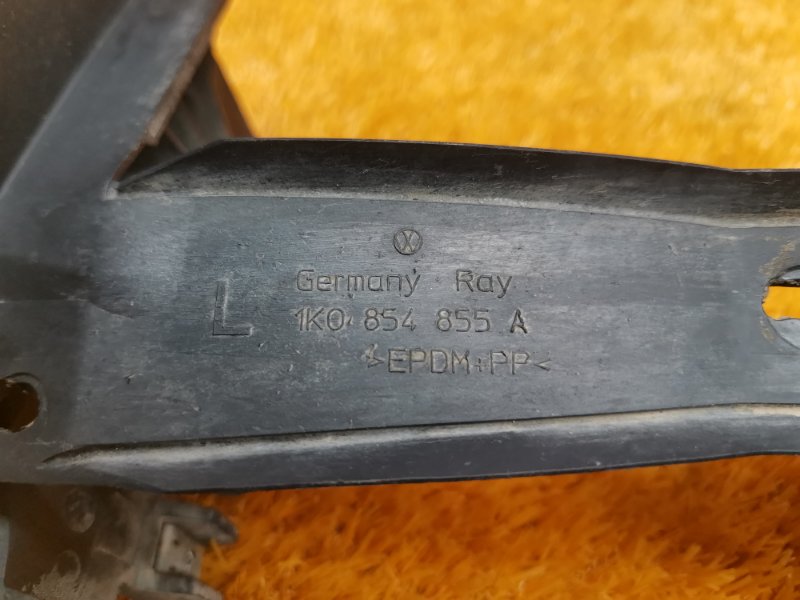 Germany Ray
L
1K0 854 855 A
>EPDM+PP<